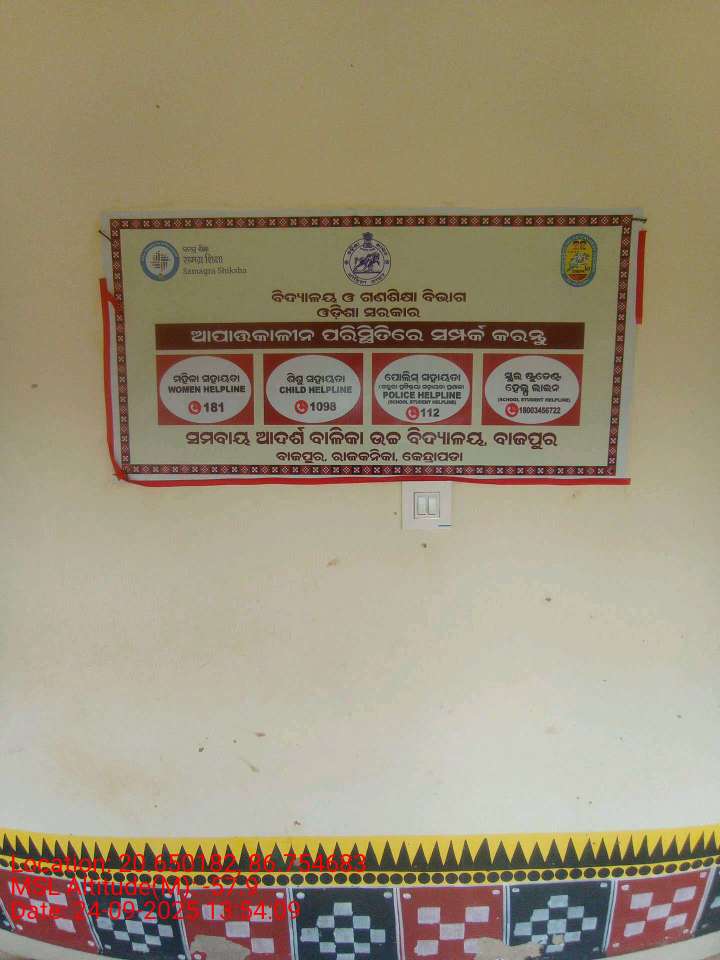 ସମଗ୍ର ଶିକ୍ଷା
समग्र शिक्षा
Samagra Shiksha
ବିଦ୍ୟାଳୟ ଓ ଗଣଶିକ୍ଷା ବିଭାଗ
ଓଡ଼ିଶା ସରକାର
ଆପାତ୍ତକାଳୀନ ପରିସ୍ଥିତିରେ ସମ୍ପର୍କ କରନ୍ତୁ
ମହିଳା ସହାୟତା
WOMEN HELPLINE
181
ଶିଶୁ ସହାୟତା
CHILD HELPLINE
1098
ପୋଲିସ୍ ସହାୟତା
POLICE HELPLINE
(SCHOOL STUDENT HELPLINE)
112
ସ୍କୁଲ ଷ୍ଟୁଡେଣ୍ଟ
ହେଲ୍ପ ଲାଇନ
(SCHOOL STUDENT HELPLINE)
18003456722
ସମବାୟ ଆଦର୍ଶ ବାଳିକା ଉଚ୍ଚ ବିଦ୍ୟାଳୟ, ବାଜପୁର
ବାଜପୁର, ରାଜକନିକା, କେନ୍ଦ୍ରାପଡା
Location: 20.650182, 86.754683
MSL Altitude(M): -57.9
Date: 24-09-2025 13:54:09